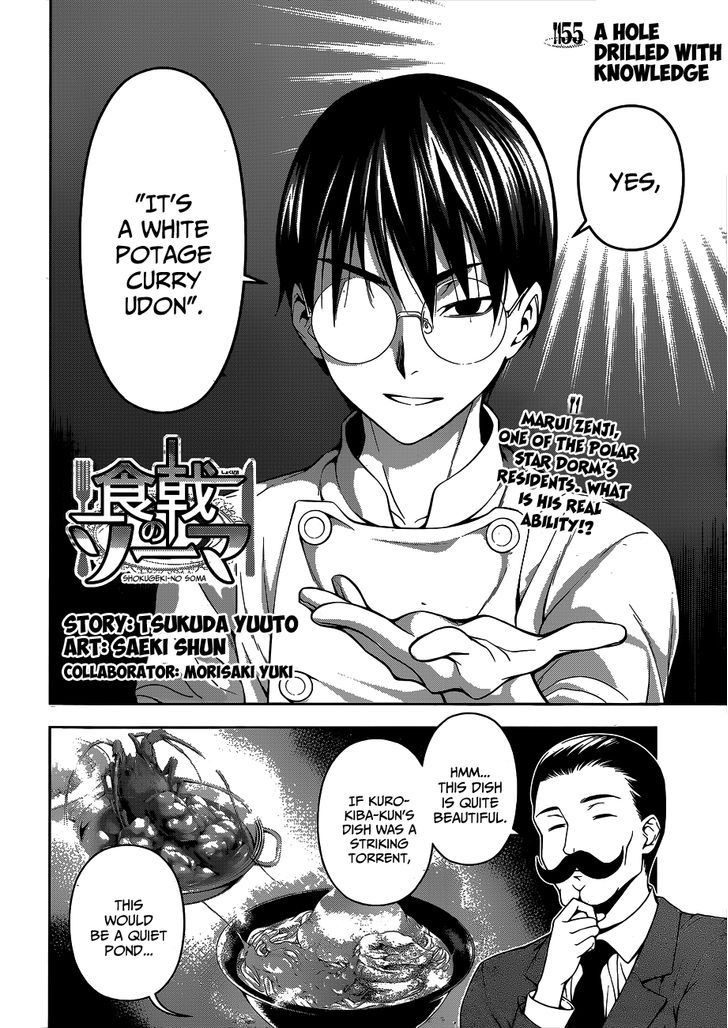 55 A HOLE
DRILLED WITH
KNOWLEDGE
YES,
"IT'S
A WHITE
POTAGE
CURRY
UDON".
MARUI ZENJI,
ONE OF THE POLAR
STAR DORM'S
RESIDENTS. WHAT
IS HIS REAL
ABILITY!?
食戟
の
ソーマ
SHOKUGEKI-NO SOMA
STORY: TSUKUDA YUUTO
ART: SAEKI SHUN
COLLABORATOR: MORISAKI YUKI
HMM...
THIS DISH
IS QUITE
BEAUTIFUL.
IF KURO-
KIBA-KUN'S
DISH WAS A
STRIKING
TORRENT,
THIS
WOULD
BE A QUIET
POND...